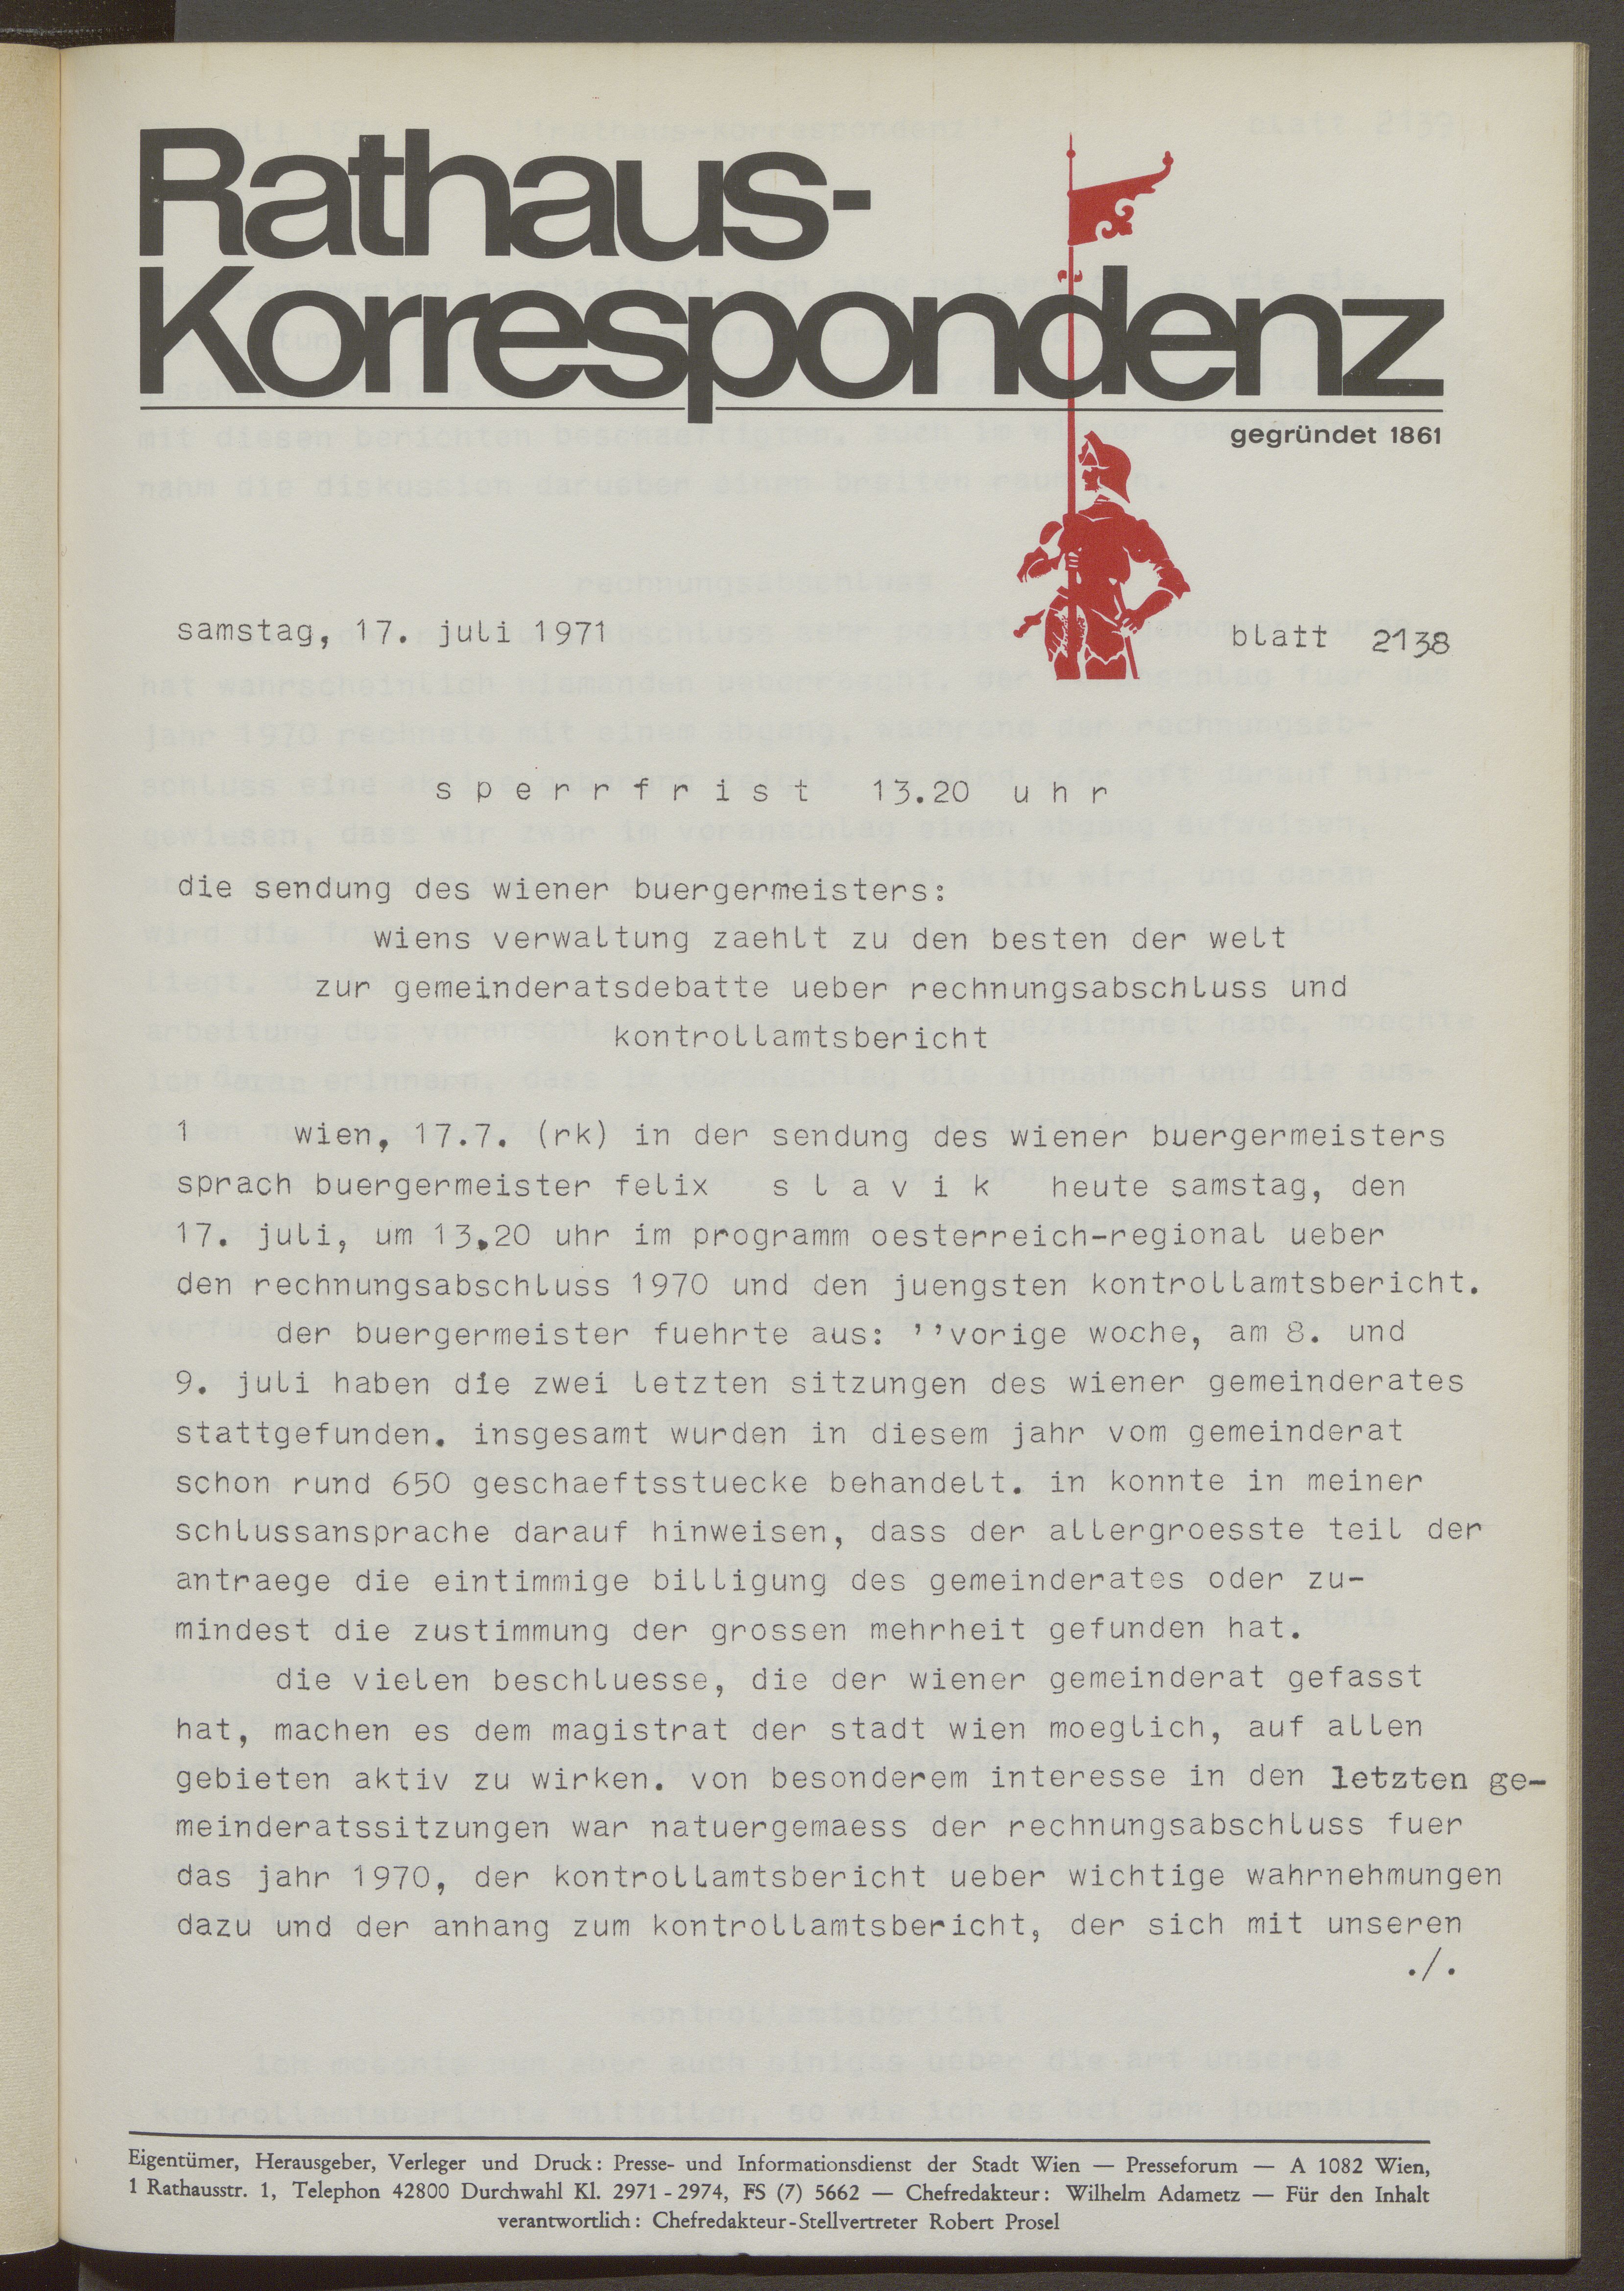 Rathaus-
Korrespondenz
gegründet 1861
samstag, 17. juli 1971 blatt 2138
s p e r r f r i s t 13.20 u h r
die sendung des wiener buergermeisters:
wiens verwaltung zaehlt zu den besten der welt
zur gemeinderatsdebatte ueber rechnungsabschluss und
kontrollamtsbericht
1 wien, 17.7. (rk) in der sendung des wiener buergermeisters
sprach buergermeister felix s l a v i k heute samstag, den
17. juli, um 13.20 uhr im programm oesterreich-regional ueber
den rechnungsabschluss 1970 und den juengsten kontrollamtsbericht.
der buergermeister fuehrte aus: ''vorige woche, am 8. und
9. juli haben die zwei letzten sitzungen des wiener gemeinderates
stattgefunden. insgesamt wurden in diesem jahr vom gemeinderat
schon rund 650 geschaeftsstuecke behandelt. in konnte in meiner
schlussansprache darauf hinweisen, dass der allergroesste teil der
antraege die eintimmige billigung des gemeinderates oder zu-
mindest die zustimmung der grossen mehrheit gefunden hat.
die vielen beschluesse, die der wiener gemeinderat gefasst
hat, machen es dem magistrat der stadt wien moeglich, auf allen
gebieten aktiv zu wirken. von besonderem interesse in den letzten ge-
meinderatssitzungen war natuergemaess der rechnungsabschluss fuer
das jahr 1970, der kontrollamtsbericht ueber wichtige wahrnehmungen
dazu und der anhang zum kontrollamtsbericht, der sich mit unseren
./.
Eigentümer, Herausgeber, Verleger und Druck: Presse- und Informationsdienst der Stadt Wien — Presseforum — A 1082 Wien,
1 Rathausstr. 1, Telephon 42800 Durchwahl Kl. 2971 - 2974, FS (7) 5662 — Chefredakteur: Wilhelm Adametz — Für den Inhalt
verantwortlich: Chefredakteur-Stellvertreter Robert Prosel